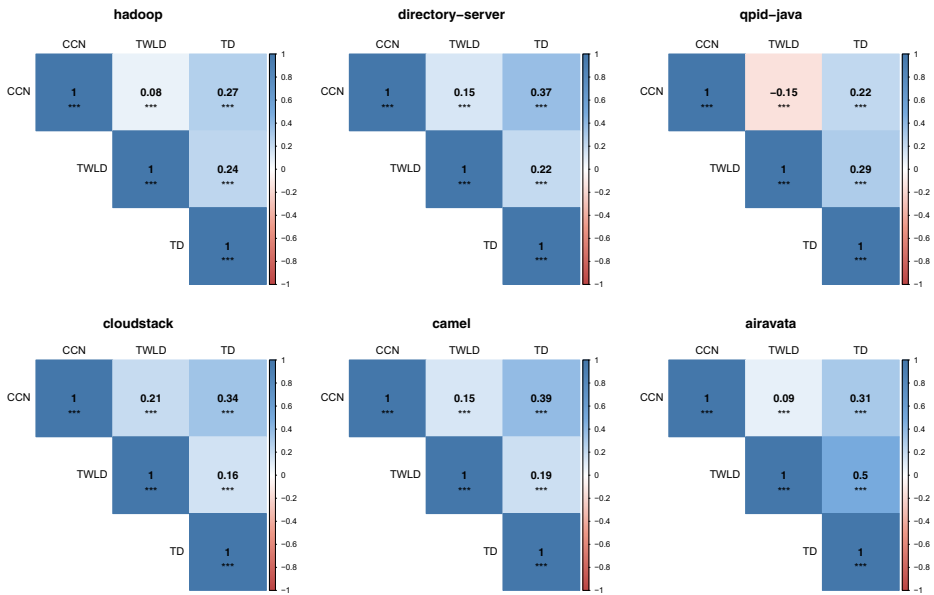 hadoop
directory−server
qpid−java
CCN TWLD TD
CCN TWLD TD
CCN TWLD TD
CCN 1 0.08 0.27
*** *** ***
TWLD 1 0.24
*** ***
TD 1
***
1
0.8
0.6
0.4
0.2
0
−0.2
−0.4
−0.6
−0.8
−1
CCN 1 0.15 0.37
*** *** ***
TWLD 1 0.22
*** ***
TD 1
***
1
0.8
0.6
0.4
0.2
0
−0.2
−0.4
−0.6
−0.8
−1
CCN 1 −0.15 0.22
*** *** ***
TWLD 1 0.29
*** ***
TD 1
***
1
0.8
0.6
0.4
0.2
0
−0.2
−0.4
−0.6
−0.8
−1
cloudstack
camel
airavata
CCN TWLD TD
CCN TWLD TD
CCN TWLD TD
CCN 1 0.21 0.34
*** *** ***
TWLD 1 0.16
*** ***
TD 1
***
1
0.8
0.6
0.4
0.2
0
−0.2
−0.4
−0.6
−0.8
−1
CCN 1 0.15 0.39
*** *** ***
TWLD 1 0.19
*** ***
TD 1
***
1
0.8
0.6
0.4
0.2
0
−0.2
−0.4
−0.6
−0.8
−1
CCN 1 0.09 0.31
*** *** ***
TWLD 1 0.5
*** ***
TD 1
***
1
0.8
0.6
0.4
0.2
0
−0.2
−0.4
−0.6
−0.8
−1